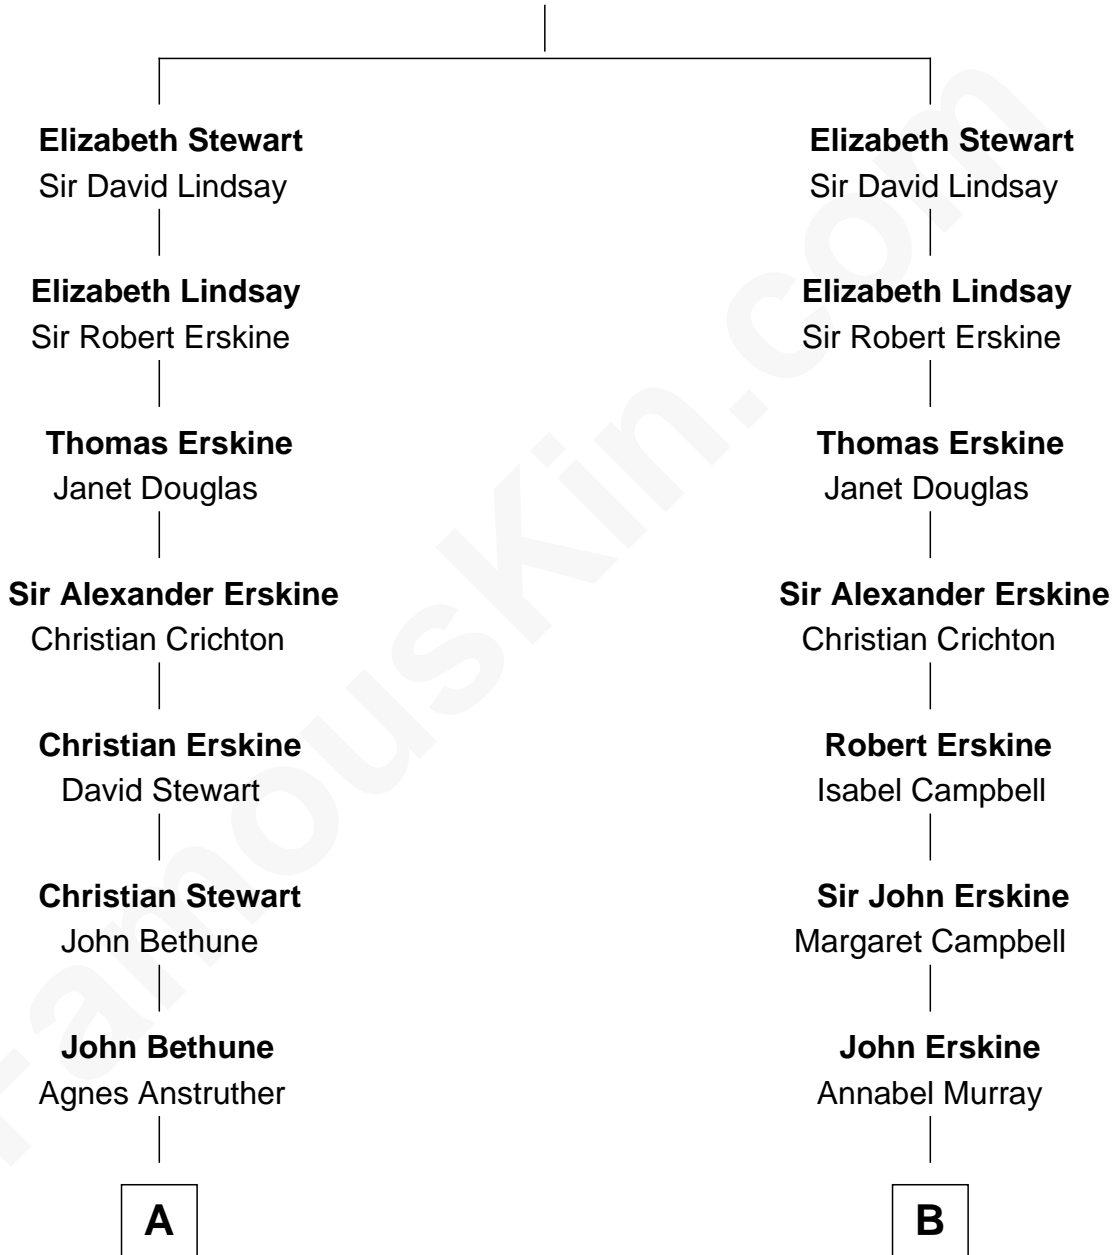 Elizabeth Stewart
Sir David Lindsay
Elizabeth Lindsay
Sir Robert Erskine
Thomas Erskine
Janet Douglas
Sir Alexander Erskine
Christian Crichton
Christian Erskine
David Stewart
Christian Stewart
John Bethune
John Bethune
Agnes Anstruther
A
Elizabeth Stewart
Sir David Lindsay
Elizabeth Lindsay
Sir Robert Erskine
Thomas Erskine
Janet Douglas
Sir Alexander Erskine
Christian Crichton
Robert Erskine
Isabel Campbell
Sir John Erskine
Margaret Campbell
John Erskine
Annabel Murray
B
FamousKin.com